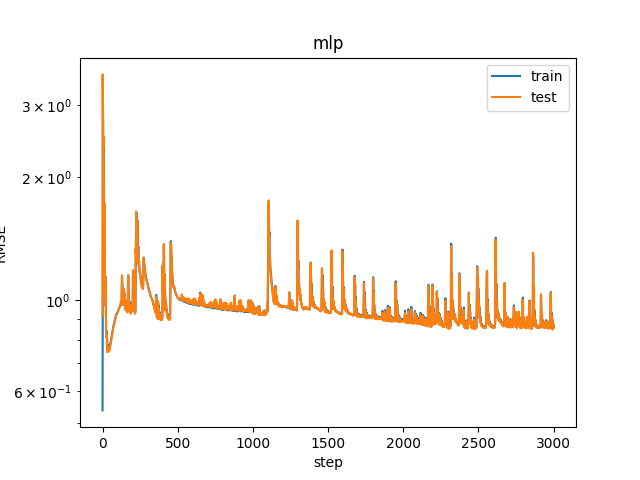 mlp
train
test
3 × 10⁰
2 × 10⁰
10⁰
6 × 10⁻¹
RMSE
0
500
1000
1500
2000
2500
3000
step